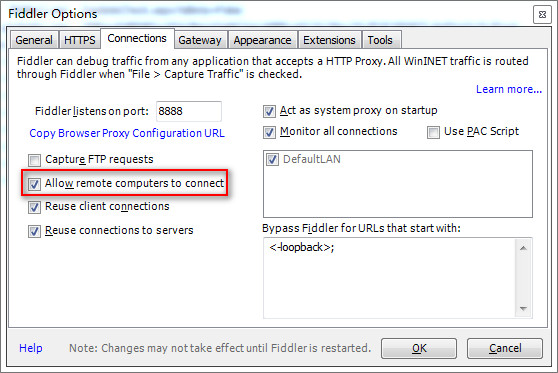 Fiddler Options
General HTTPS Connections Gateway Appearance Extensions Tools
Fiddler can debug traffic from any application that accepts a HTTP Proxy. All WinINET traffic is routed
through Fiddler when "File > Capture Traffic" is checked.
Learn more...
Fiddler listens on port: 8888
Copy Browser Proxy Configuration URL
Capture FTP requests
Allow remote computers to connect
Reuse client connections
Reuse connections to servers
Act as system proxy on startup
Monitor all connections Use PAC Script
DefaultLAN
Bypass Fiddler for URLs that start with:
<-loopback>;
Help Note: Changes may not take effect until Fiddler is restarted. OK Cancel